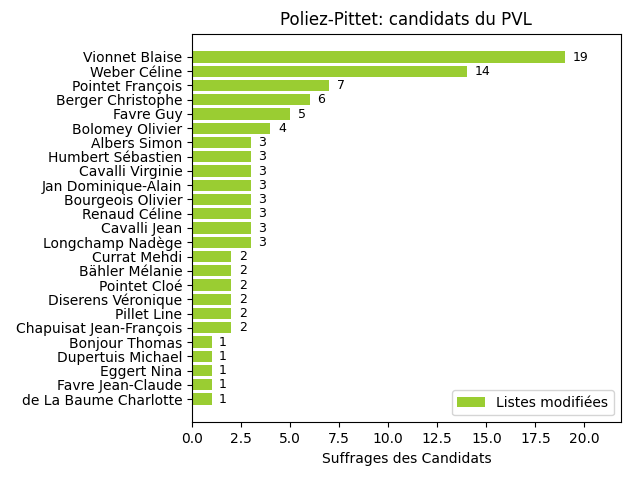 Poliez-Pittet: candidats du PVL
Vionnet Blaise 19
Weber Céline 14
Pointet François 7
Berger Christophe 6
Favre Guy 5
Bolomey Olivier 4
Albers Simon 3
Humbert Sébastien 3
Cavalli Virginie 3
Jan Dominique-Alain 3
Bourgeois Olivier 3
Renaud Céline 3
Cavalli Jean 3
Longchamp Nadège 3
Currat Mehdi 2
Bähler Mélanie 2
Pointet Cloé 2
Diserens Véronique 2
Pillet Line 2
Chapuisat Jean-François 2
Bonjour Thomas 1
Dupertuis Michael 1
Eggert Nina 1
Favre Jean-Claude 1
de La Baume Charlotte 1
Listes modifiées
0.0 2.5 5.0 7.5 10.0 12.5 15.0 17.5 20.0
Suffrages des Candidats